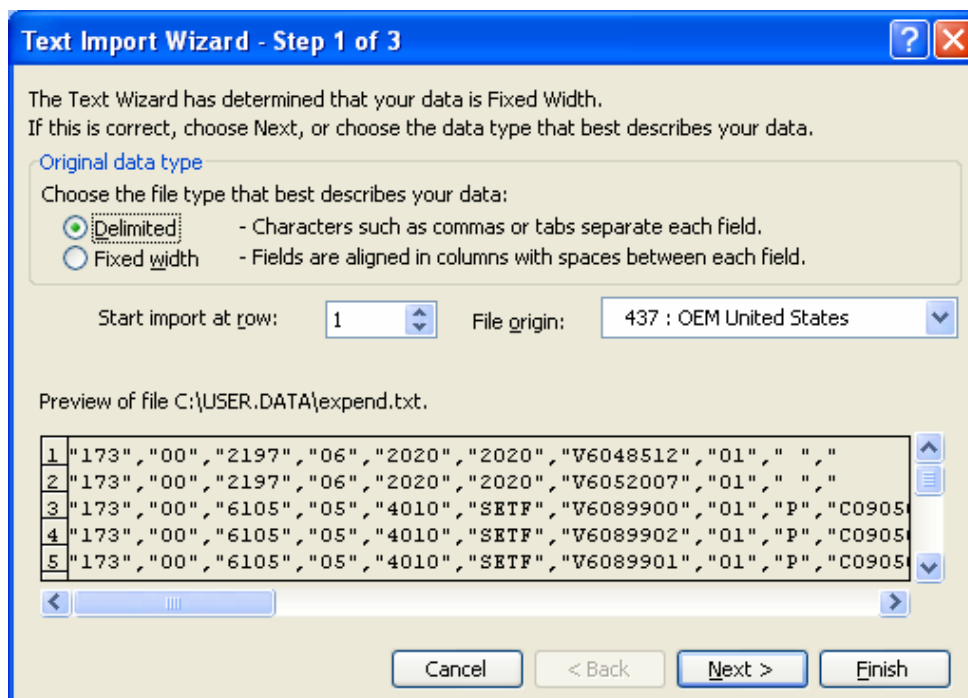 Text Import Wizard - Step 1 of 3
The Text Wizard has determined that your data is Fixed Width.
If this is correct, choose Next, or choose the data type that best describes your data.
Original data type
Choose the file type that best describes your data:
Delimited - Characters such as commas or tabs separate each field.
Fixed width - Fields are aligned in columns with spaces between each field.
Start import at row: 1 File origin: 437 : OEM United States
Preview of file C:\USER.DATA\expend.txt.
1 "173","00","2197","06","2020","2020","V6048512","01"," ","
2 "173","00","2197","06","2020","2020","V6052007","01"," ","
3 "173","00","6105","05","4010","SETF","V6089900","01","P","C0905
4 "173","00","6105","05","4010","SETF","V6089902","01","P","C0905
5 "173","00","6105","05","4010","SETF","V6089901","01","P","C0905
Cancel < Back Next > Finish